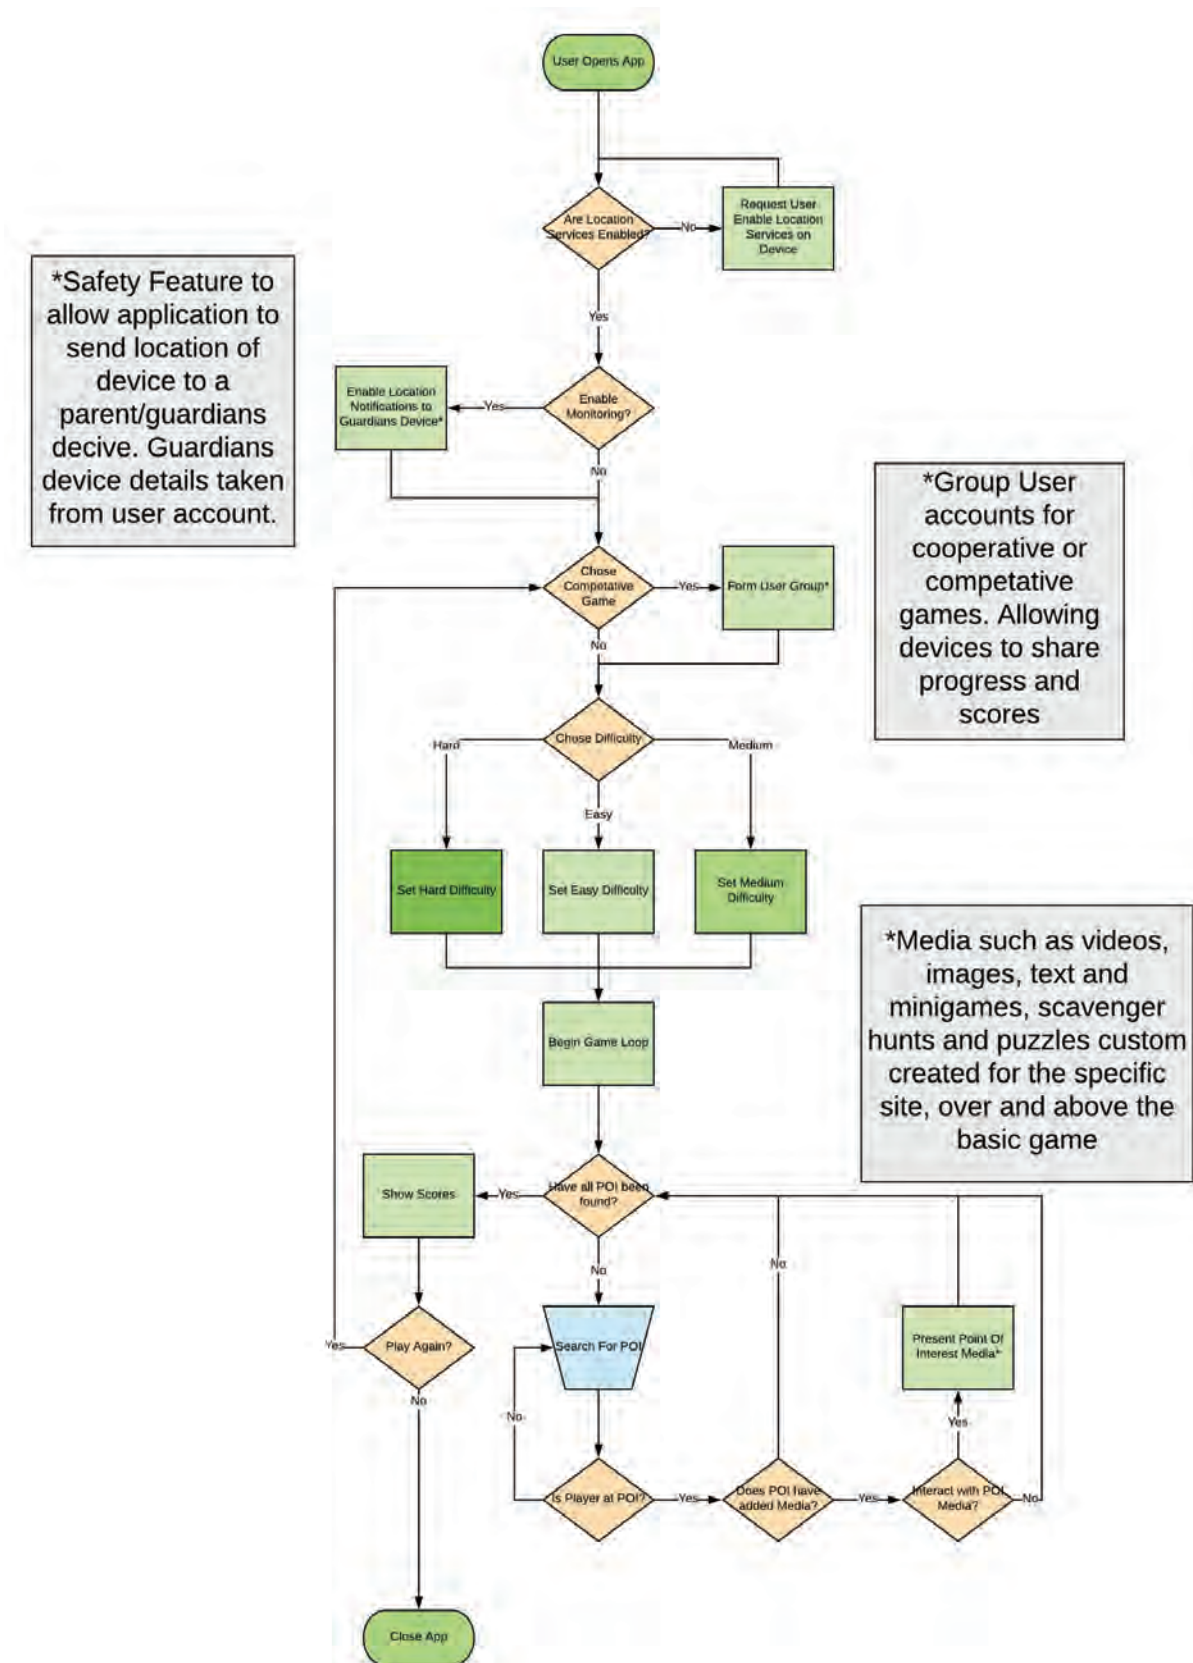 User Opens App
Are Location
Services Enabled?
No
Request User
Enable Location
Services on
Device
Yes
*Safety Feature to
allow application to
send location of
device to a
parent/guardians
decive. Guardians
device details taken
from user account.
Enable Location
Notifications to
Guardians Device*
Yes
Enable
Monitoring?
No
*Group User
accounts for
cooperative or
competative
games. Allowing
devices to share
progress and
scores
Chose
Competative
Game
Yes
Form User Group*
No
Chose Difficulty
Hard
Medium
Easy
Set Hard Difficulty
Set Easy Difficulty
Set Medium
Difficulty
*Media such as videos,
images, text and
minigames, scavenger
hunts and puzzles custom
created for the specific
site, over and above the
basic game
Begin Game Loop
Show Scores
Yes
Have all POI been
found?
No
No
Yes
Play Again?
Search For POI
Present Point Of
Interest Media*
No
No
Yes
Is Player at POI?
Yes
Does POI have
added Media?
Yes
Interact with POI
Media?
No
Close App